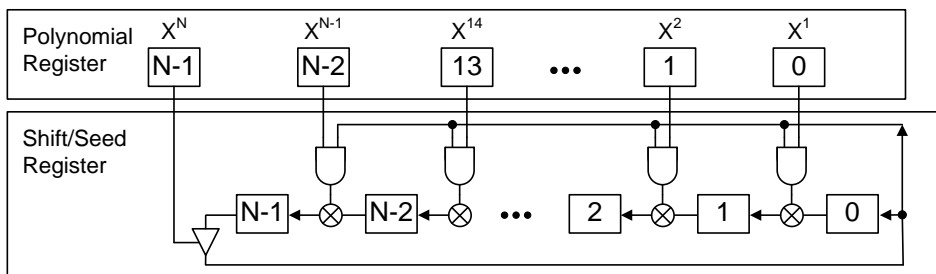 Polynomial Register
X^N X^{N-1} X^{14} X^2 X^1
N-1 N-2 13 ••• 1 0
Shift/Seed Register
N-1 N-2 ••• 2 1 0